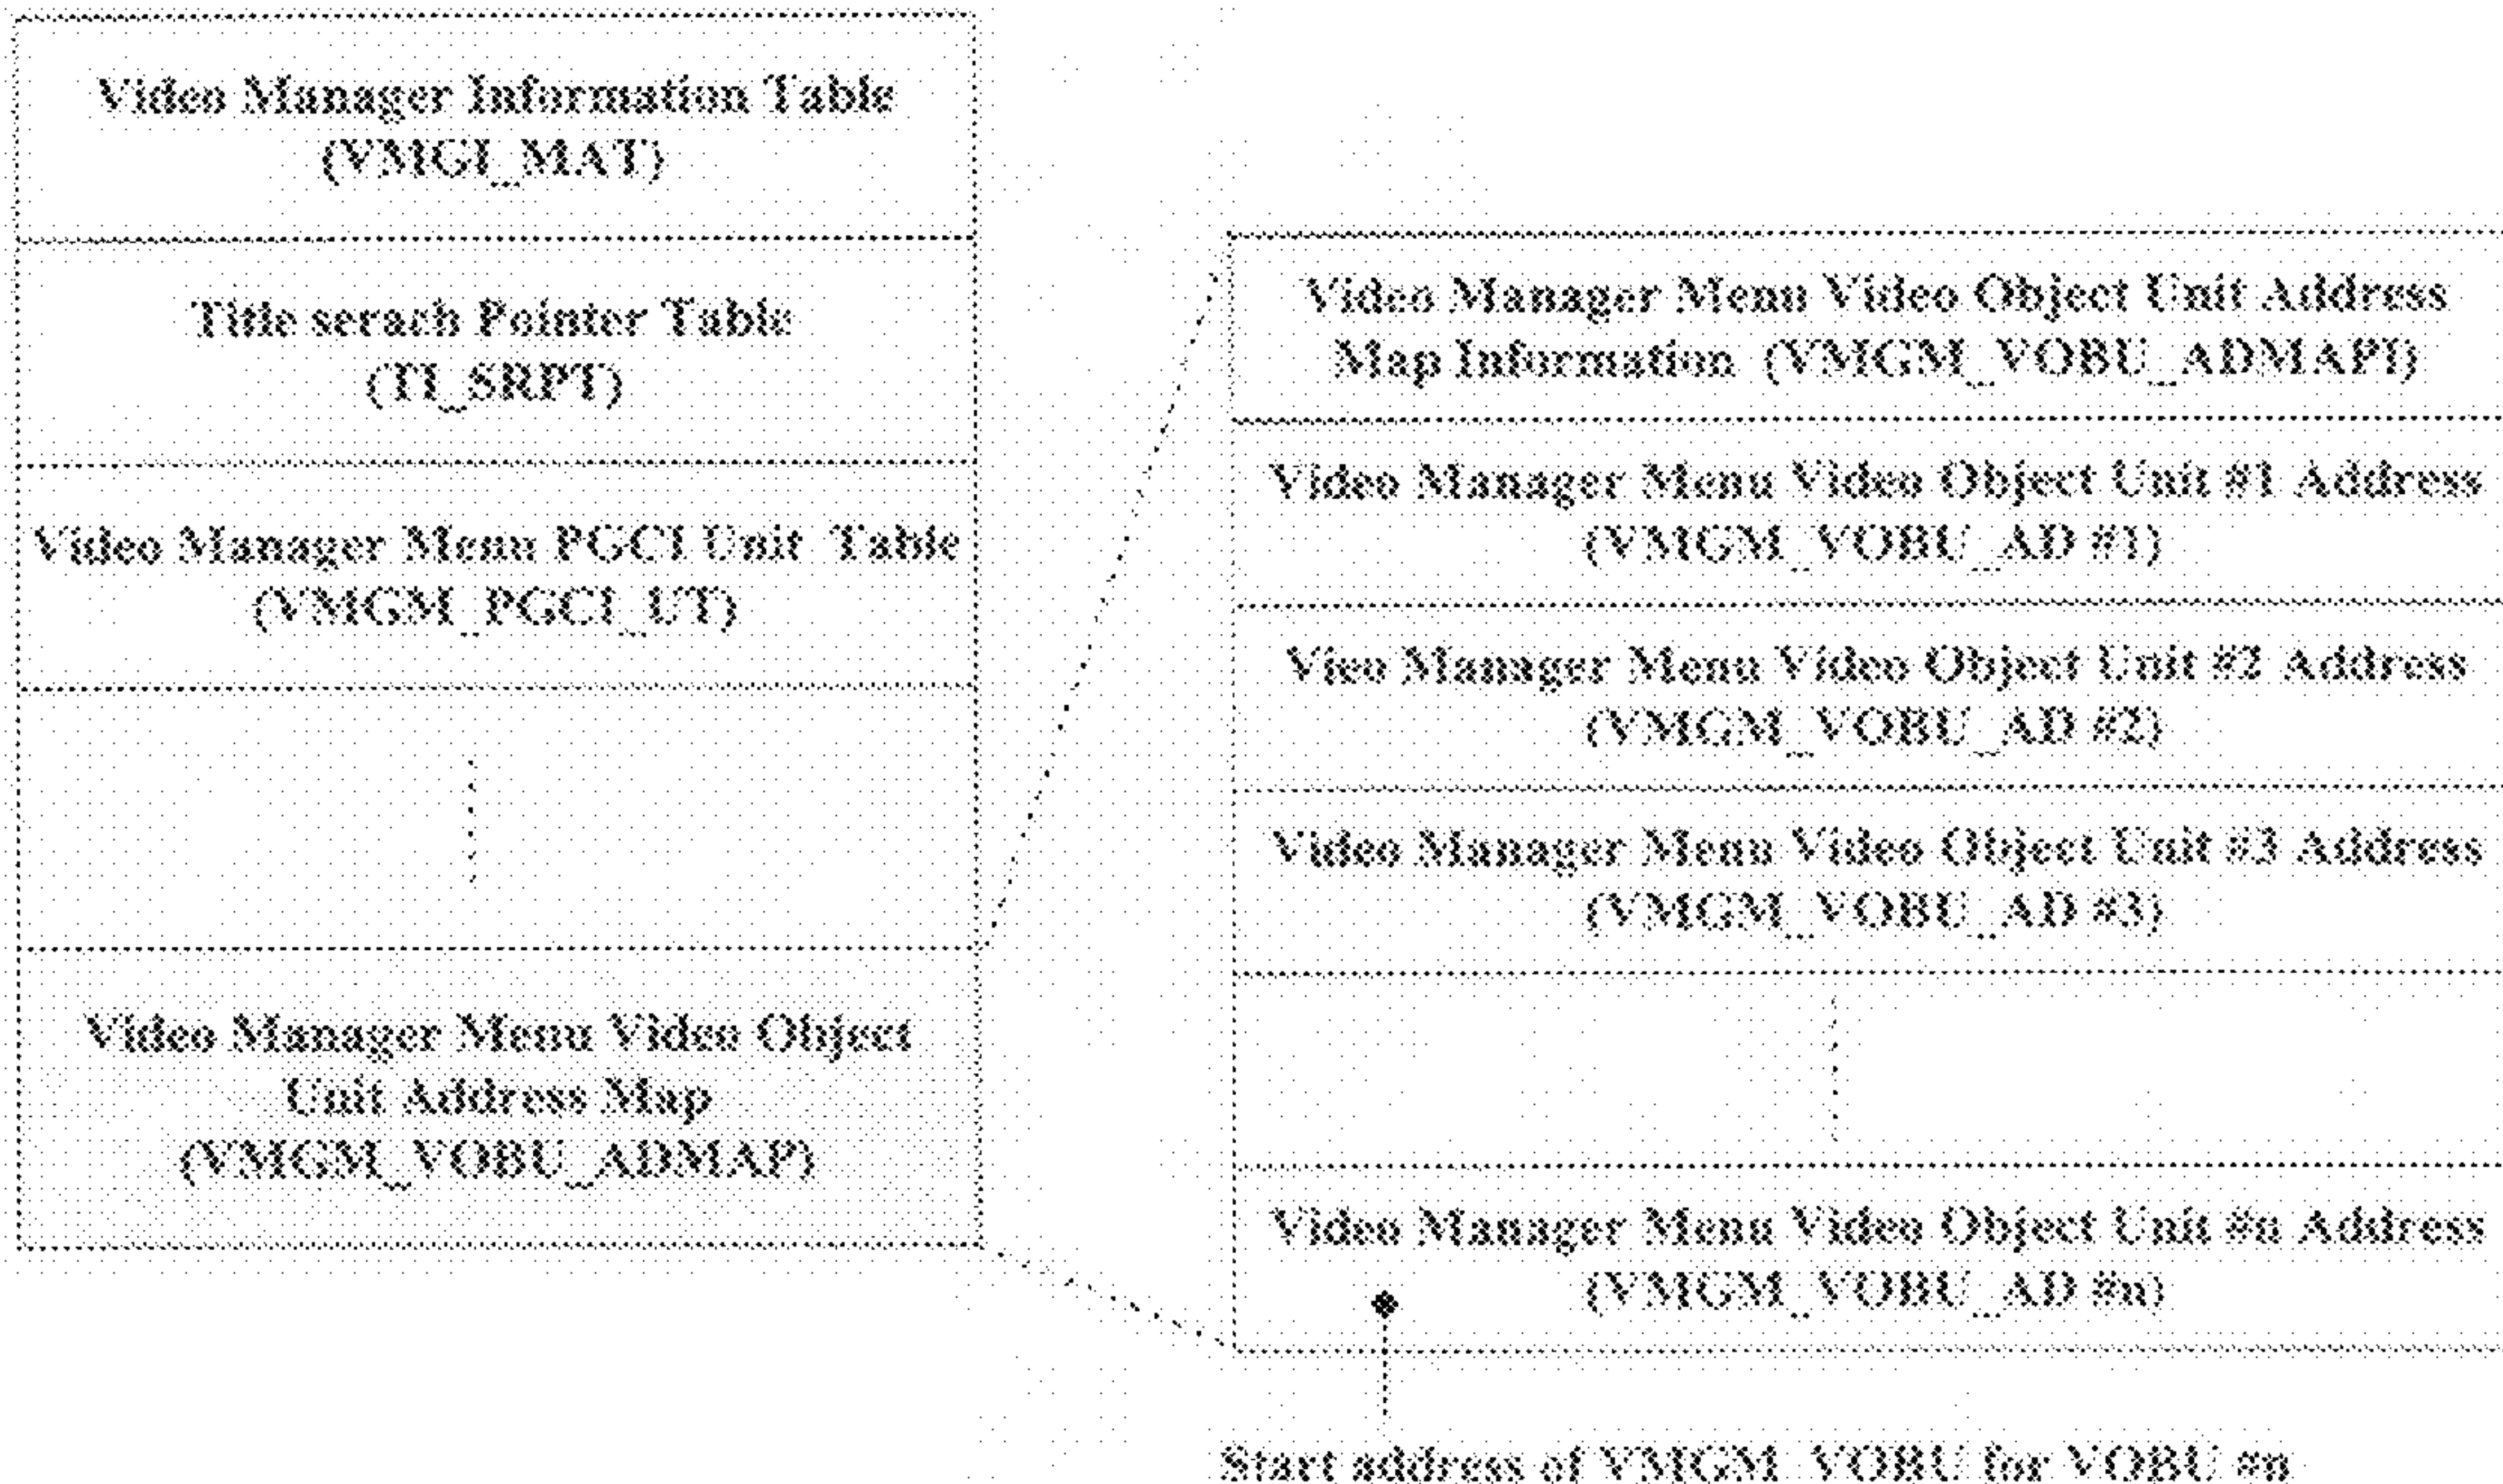 Video Manager Information Table
(VMGI_MAT)
Title serach Pointer Table
(TT_SRPT)
Video Manager Menu PGCI Unit Table
(VMGM_PGCI_UT)
Video Manager Menu Video Object
Unit Address Map
(VMGM_VOBU_ADMAP)
Video Manager Menu Video Object Unit Address
Map Information (VMGM_VOBU_ADMAPI)
Video Manager Menu Video Object Unit #1 Address
(VMGM_VOBU_AD #1)
Vieo Manager Menu Video Object Unit #2 Address
(VMGM_VOBU_AD #2)
Video Manager Menu Video Object Unit #3 Address
(VMGM_VOBU_AD #3)
Video Manager Menu Video Object Unit #n Address
(VMGM_VOBU_AD #n)
Start address of VMGM_VOBU for VOBU #n